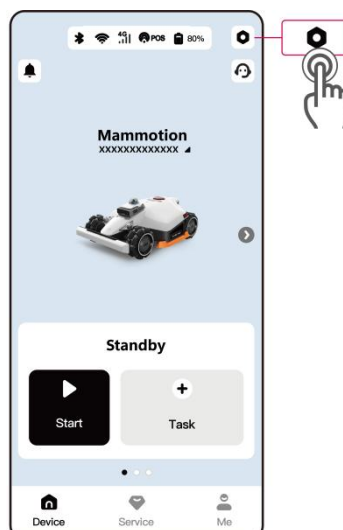 4G POS 80%
Mammotion
XXXXXXXXXXXXX
Standby
Start Task
Device Service Me